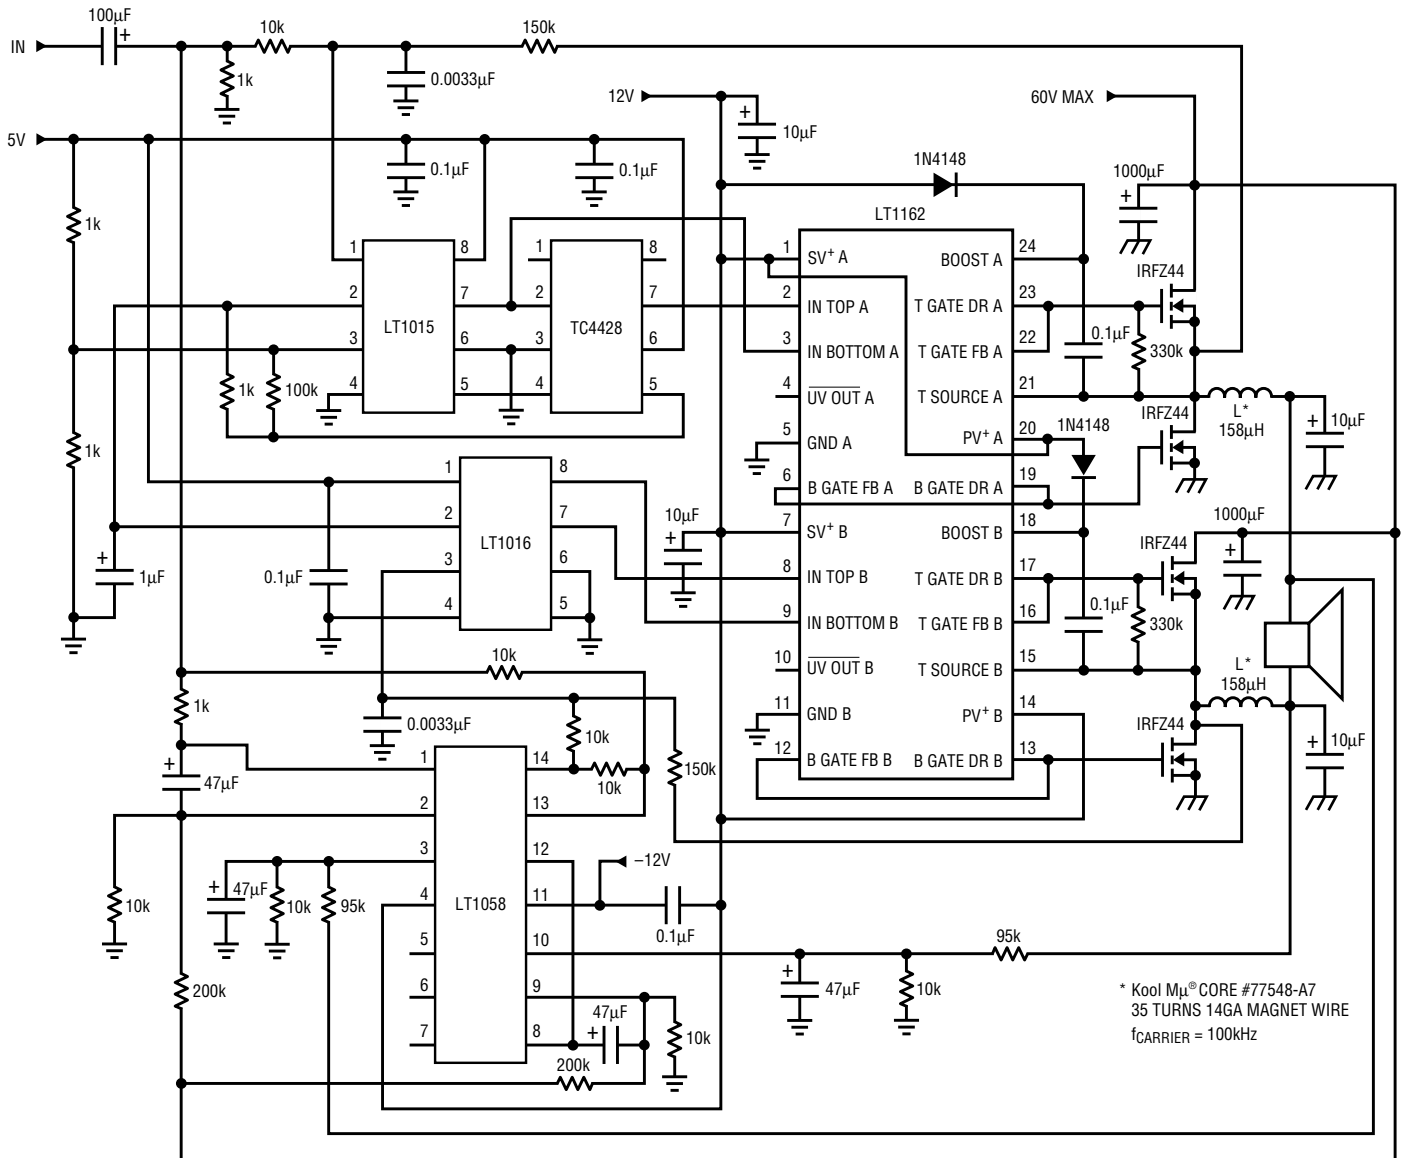 100µF
+
IN
10k
150k
1k
0.0033µF
12V
+
10µF
60V MAX
5V
0.1µF
0.1µF
1N4148
1000µF
+
LT1162
1k
1
2
3
4
LT1015
8
7
6
5
1
2
3
4
TC4428
8
7
6
5
1k
100k
1k
1 SV+ A
2 IN TOP A
3 IN BOTTOM A
4 UV OUT A
5 GND A
6 B GATE FB A
7 SV+ B
8 IN TOP B
9 IN BOTTOM B
10 UV OUT B
11 GND B
12 B GATE FB B
BOOST A 24
T GATE DR A 23
T GATE FB A 22
T SOURCE A 21
PV+ A 20
B GATE DR A 19
BOOST B 18
T GATE DR B 17
T GATE FB B 16
T SOURCE B 15
PV+ B 14
B GATE DR B 13
IRFZ44
0.1µF
330k
IRFZ44
L*
158µH
+
10µF
1N4148
1000µF
+
IRFZ44
0.1µF
330k
L*
158µH
IRFZ44
+
10µF
1
2
3
4
LT1016
8
7
6
5
10µF
+
+
1µF
0.1µF
10k
1k
0.0033µF
10k
10k
150k
+
47µF
1
2
3
4
5
6
7
LT1058
14
13
12
11
10
9
8
–12V
0.1µF
10k
+
47µF
10k
95k
200k
95k
+
47µF
10k
47µF
+
10k
200k
* Kool Mµ® CORE #77548-A7
35 TURNS 14GA MAGNET WIRE
fCARRIER = 100kHz